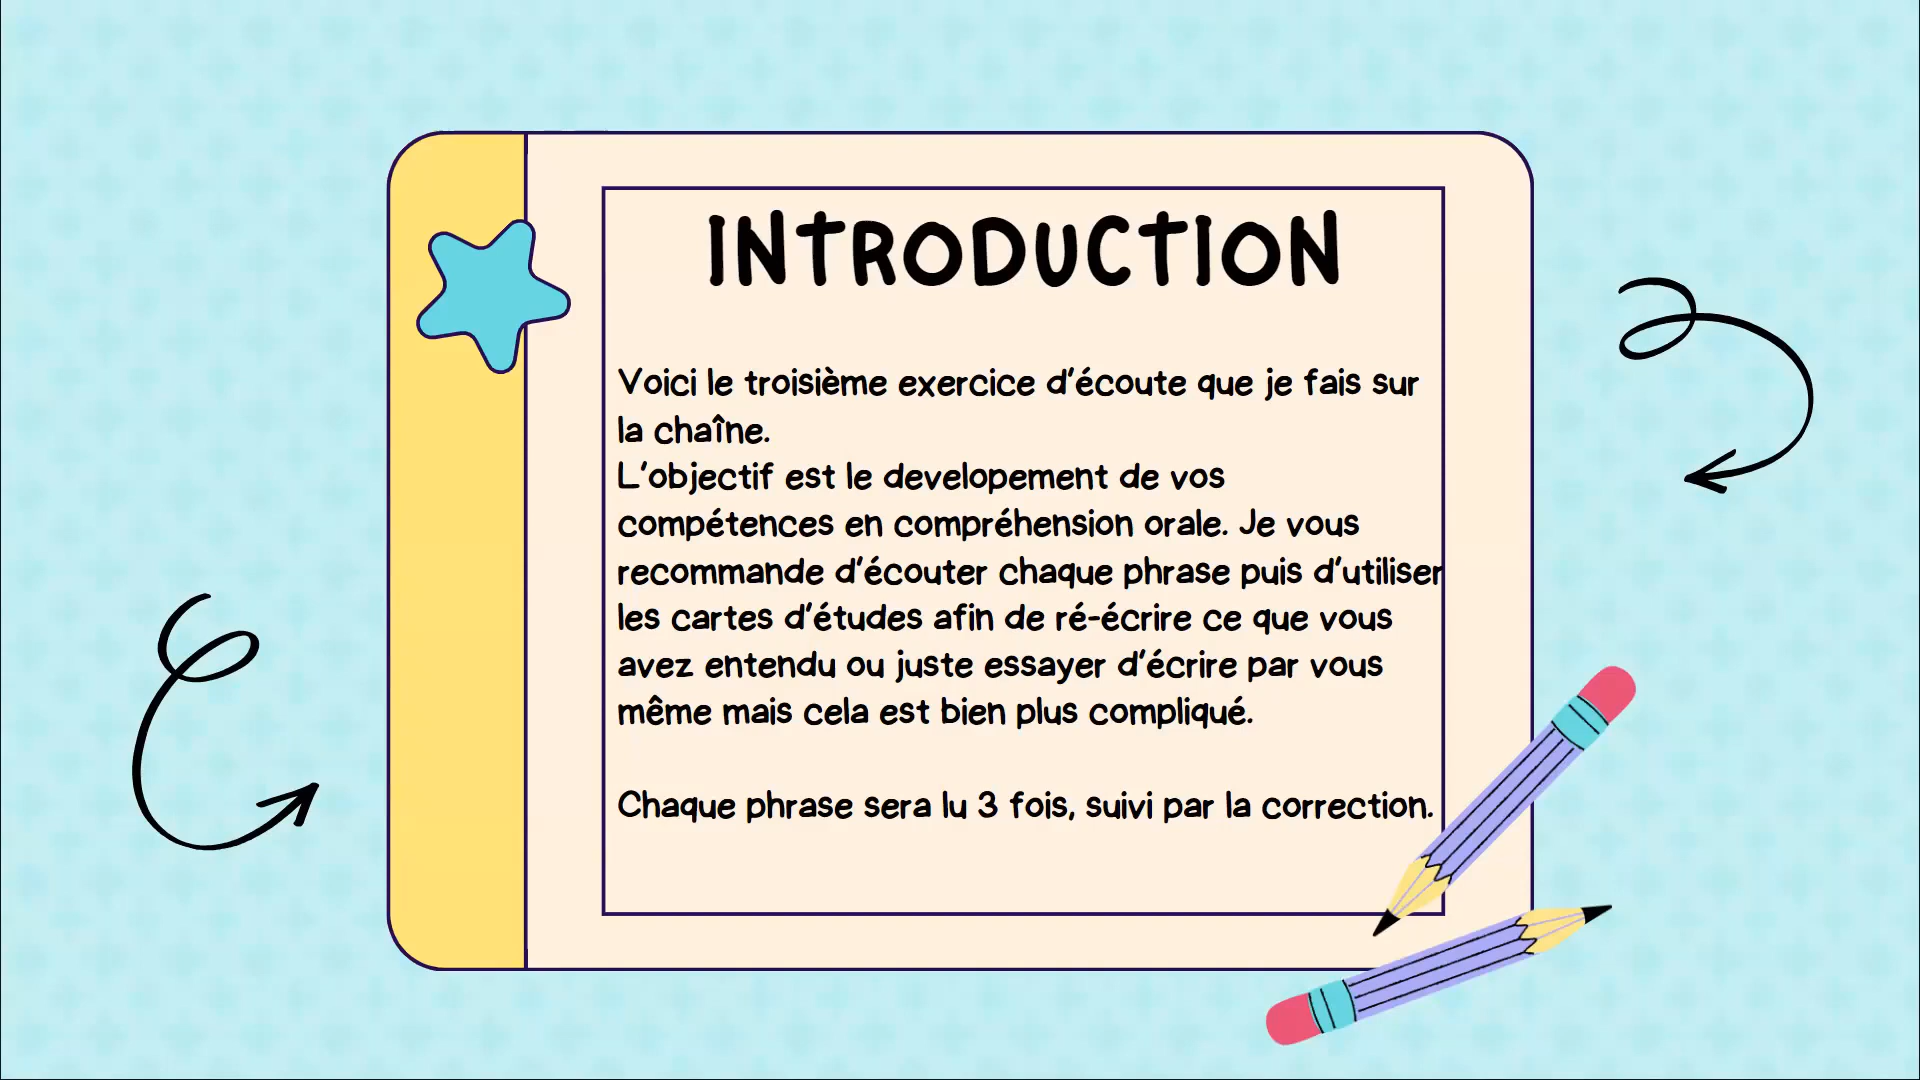 INTRODUCTION
Voici le troisième exercice d'écoute que je fais sur
la chaîne.
L'objectif est le developement de vos
compétences en compréhension orale. Je vous
recommande d'écouter chaque phrase puis d'utiliser
les cartes d'études afin de ré-écrire ce que vous
avez entendu ou juste essayer d'écrire par vous
même mais cela est bien plus compliqué.
Chaque phrase sera lu 3 fois, suivi par la correction.